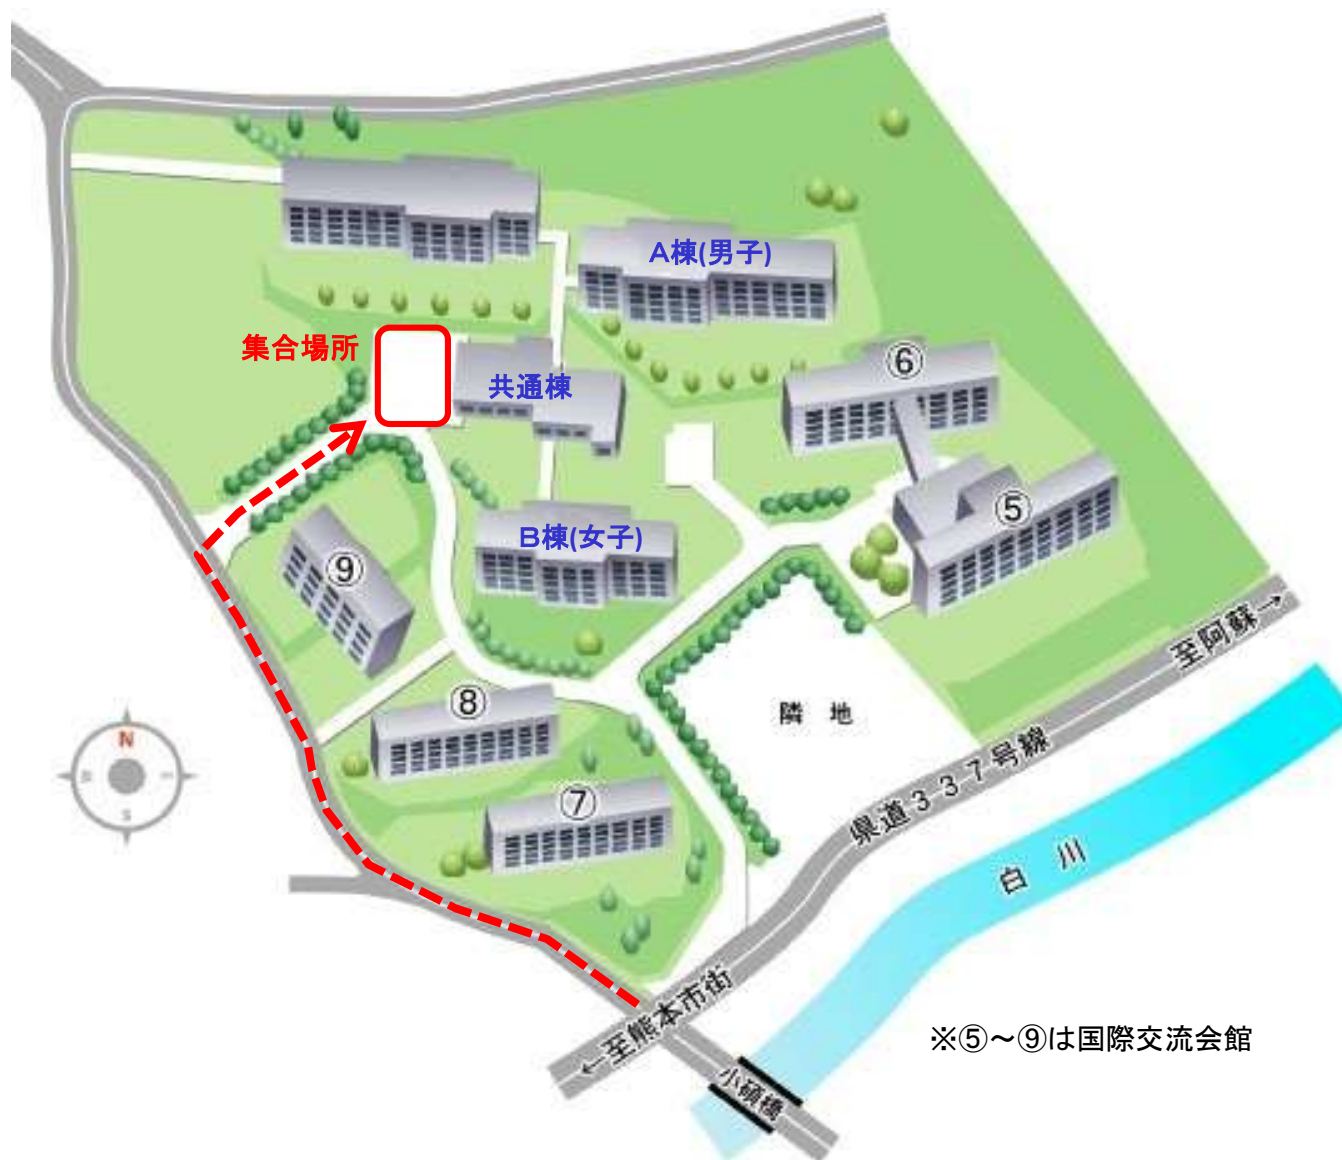 A棟(男子)
集合場所
共通棟
⑥
⑤
B棟(女子)
⑨
⑧
⑦
隣 地
至阿蘇→
県道337号線
白 川
N
S
←至熊本市街
小磧橋
※⑤～⑨は国際交流会館